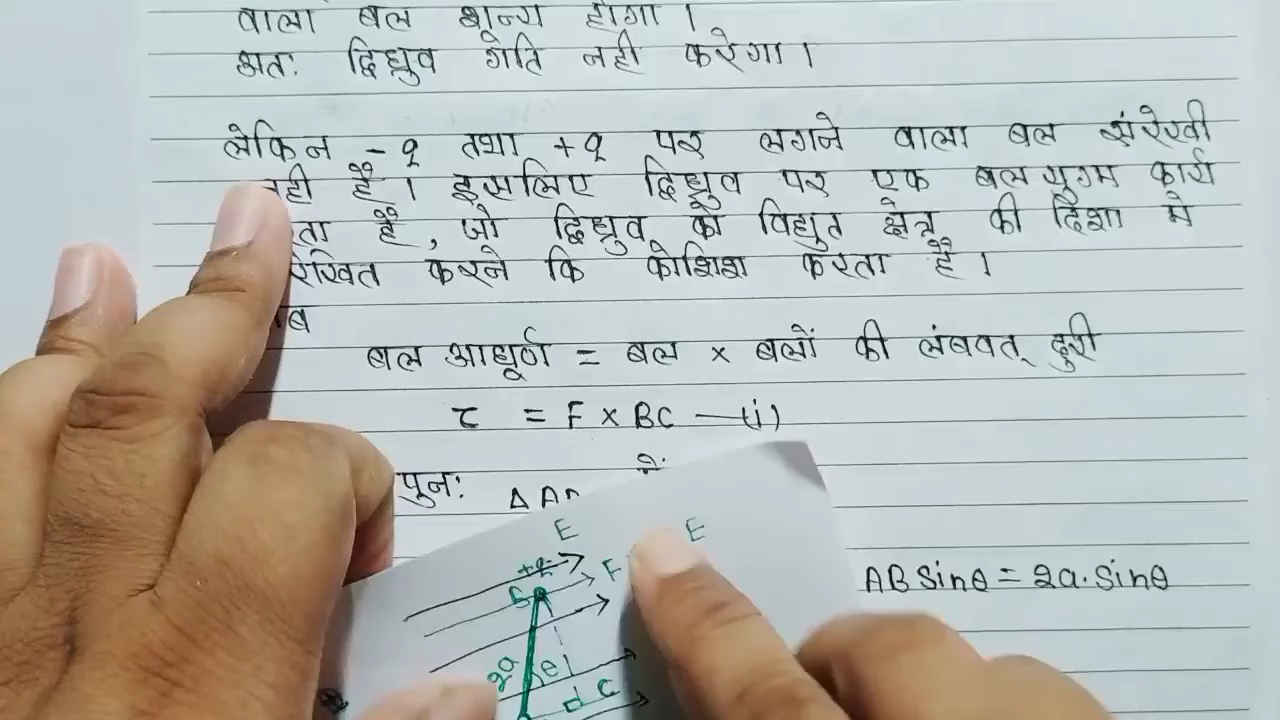 वाला बल शून्य होगा ।
अतः द्विध्रुव गति नही करेगा ।
लेकिन -q तथा +q पर लगने वाला बल संरेखी
नही हैं । इसलिए द्विध्रुव पर एक बल युग्म कार्य
ता हैं , जो द्विध्रुव को विद्युत क्षेत्र की दिशा मे
रेखित करने कि कोशिश करता हैं ।
ब
बल आघूर्ण = बल × बलों की लंबवत् दुरी
τ = F × BC —(i)
पुनः में
AB sinθ = 2a.sinθ
E E
+q F
B
2a θ
d C